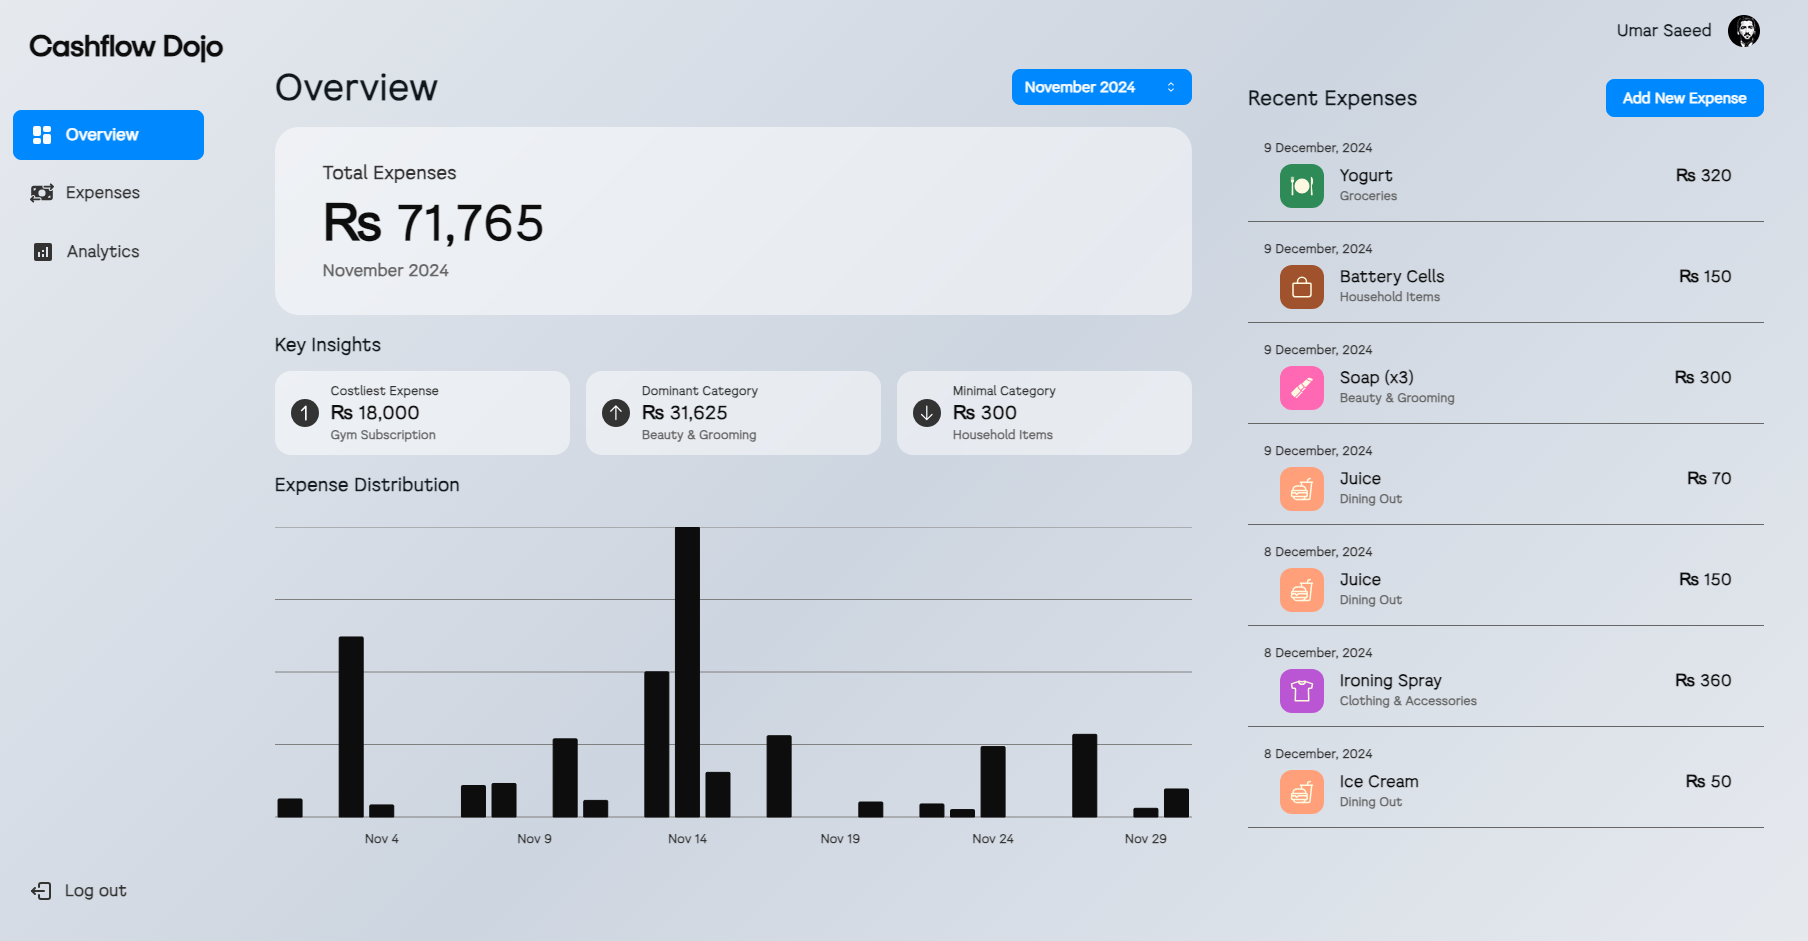 Cashflow Dojo
Overview
Expenses
Analytics
Log out
Overview
November 2024
Total Expenses
Rs 71,765
November 2024
Key Insights
1
Costliest Expense
Rs 18,000
Gym Subscription
Dominant Category
Rs 31,625
Beauty & Grooming
Minimal Category
Rs 300
Household Items
Expense Distribution
Nov 4 Nov 9 Nov 14 Nov 19 Nov 24 Nov 29
Umar Saeed
Recent Expenses
Add New Expense
9 December, 2024
Yogurt Rs 320
Groceries
9 December, 2024
Battery Cells Rs 150
Household Items
9 December, 2024
Soap (x3) Rs 300
Beauty & Grooming
9 December, 2024
Juice Rs 70
Dining Out
8 December, 2024
Juice Rs 150
Dining Out
8 December, 2024
Ironing Spray Rs 360
Clothing & Accessories
8 December, 2024
Ice Cream Rs 50
Dining Out